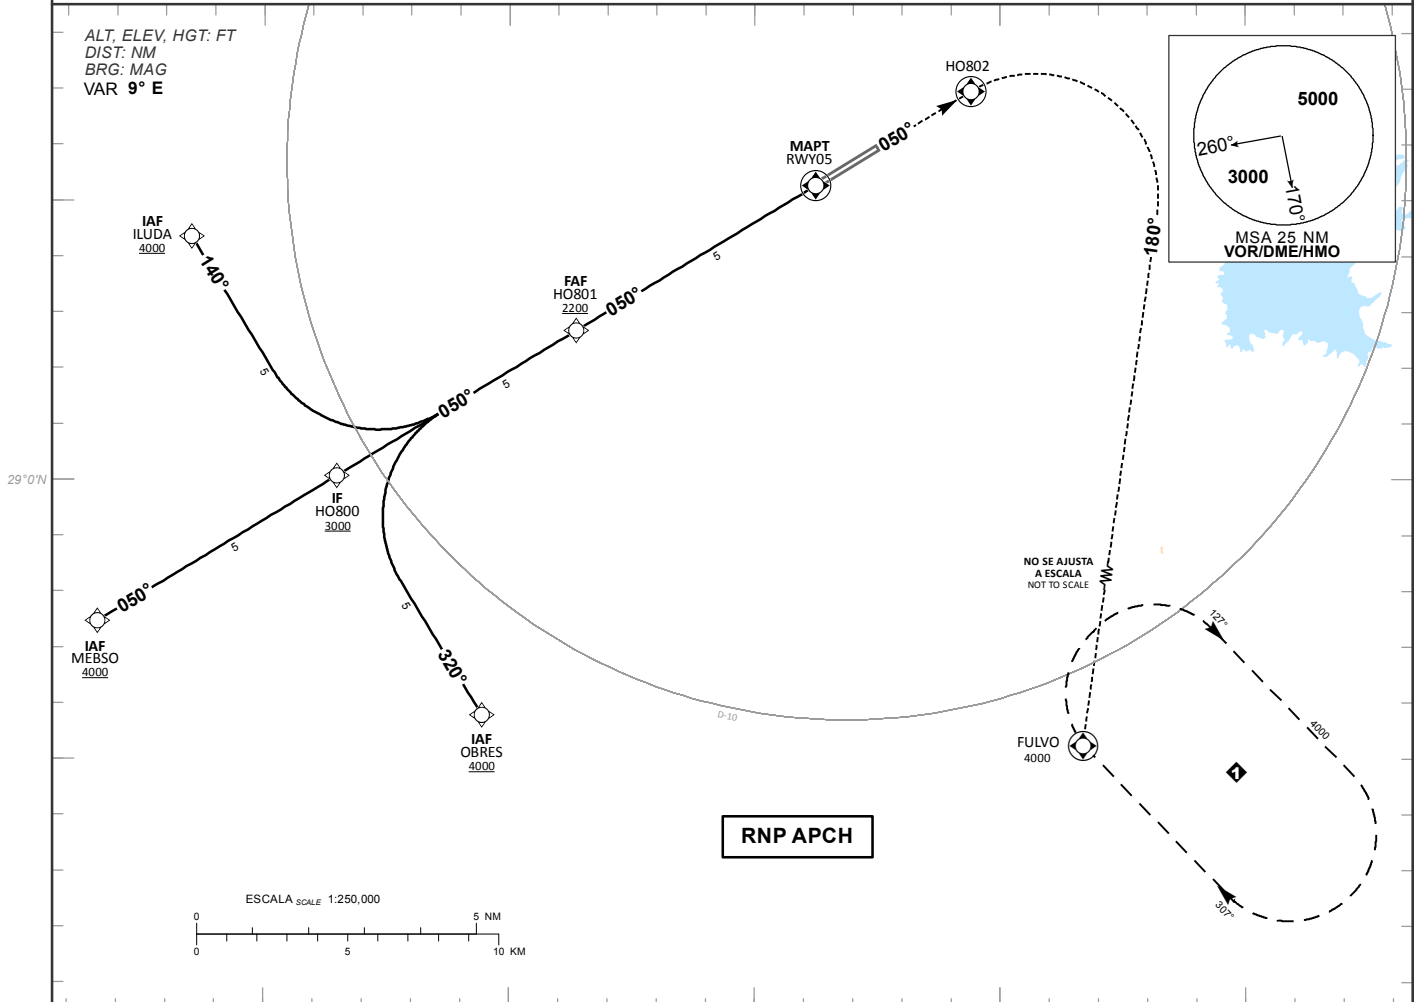 ALT, ELEV, HGT: FT
DIST: NM
BRG: MAG
VAR 9° E
HO802
5000
260°
3000
170°
MSA 25 NM
VOR/DME/HMO
050°
MAPT
RWY05
180°
IAF
ILUDA
4000
140°
5
FAF
HO801
2200
050°
5
5
050°
5
29°0'N
IF
HO800
3000
5
050°
IAF
MEBSO
4000
5
320°
IAF
OBRES
4000
D-10
NO SE AJUSTA
A ESCALA
NOT TO SCALE
1
127°
4000
FULVO
4000
1
307°
RNP APCH
ESCALA SCALE 1:250,000
0 5 NM
0 5 10 KM